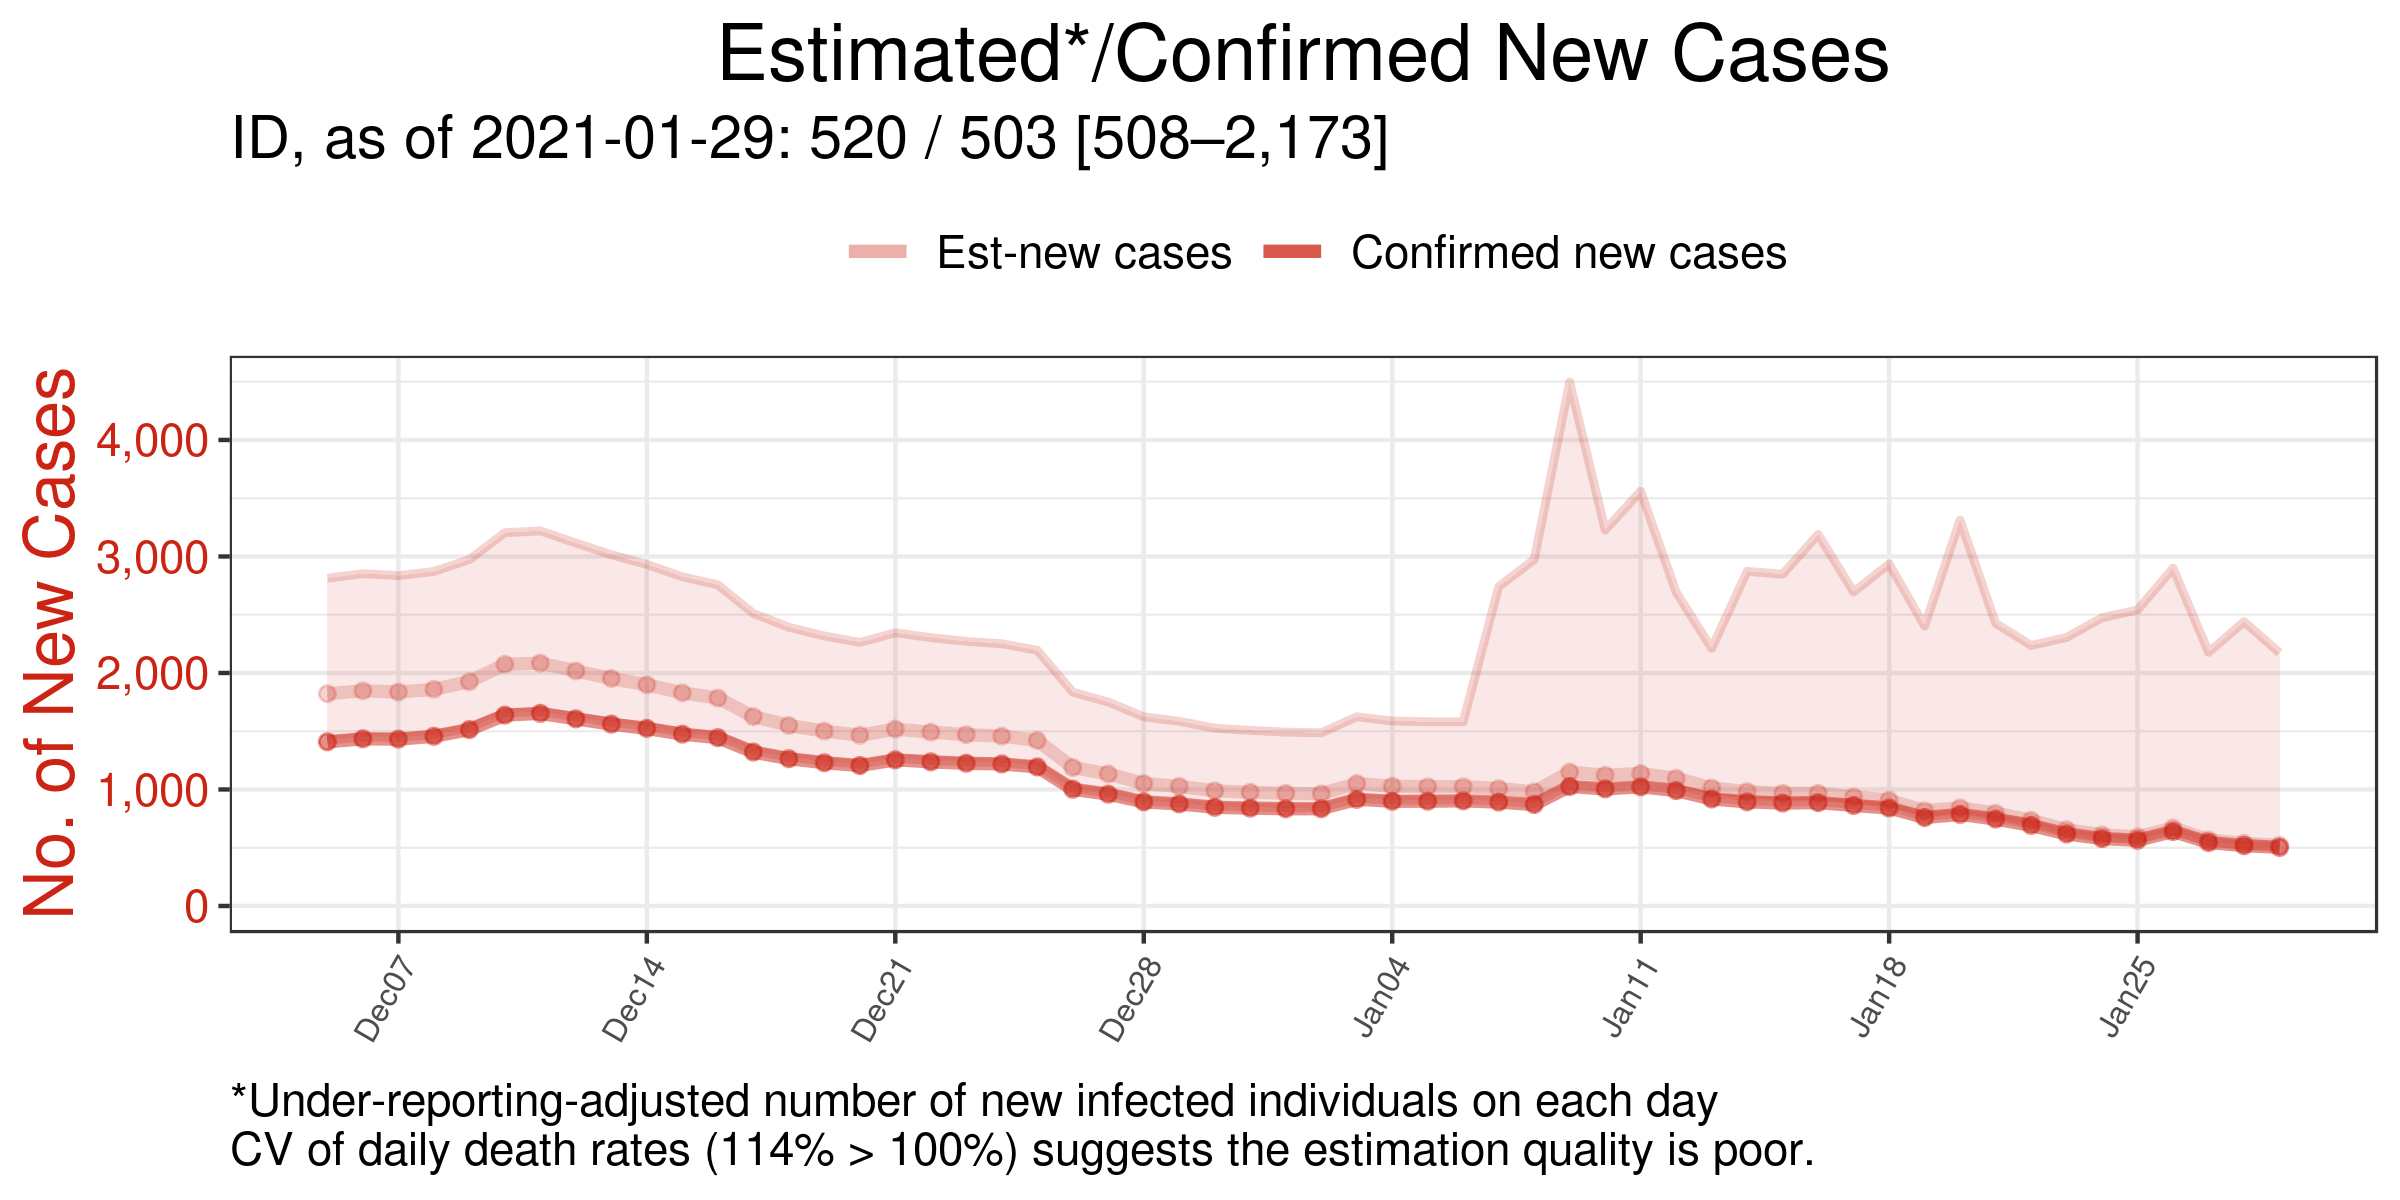 Estimated*/Confirmed New Cases
ID, as of 2021-01-29: 520 / 503 [508–2,173]
Est-new cases
Confirmed new cases
No. of New Cases
4,000
3,000
2,000
1,000
0
Dec07
Dec14
Dec21
Dec28
Jan04
Jan11
Jan18
Jan25
*Under-reporting-adjusted number of new infected individuals on each day
CV of daily death rates (114% > 100%) suggests the estimation quality is poor.